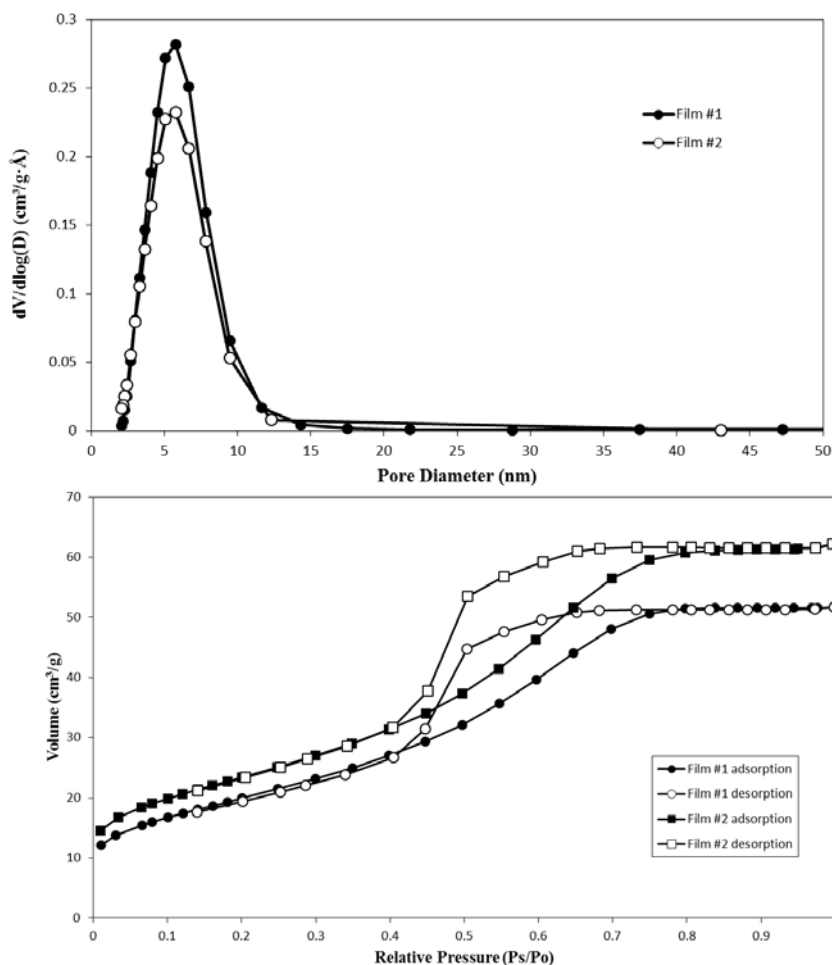 0.3
0.25
0.2
0.15
0.1
0.05
0
dV/dlog(D) (cm³/g·Å)
Film #1
Film #2
0 5 10 15 20 25 30 35 40 45 50
Pore Diameter (nm)
70
60
50
40
30
20
10
0
Volume (cm³/g)
Film #1 adsorption
Film #1 desorption
Film #2 adsorption
Film #2 desorption
0 0.1 0.2 0.3 0.4 0.5 0.6 0.7 0.8 0.9
Relative Pressure (Ps/Po)